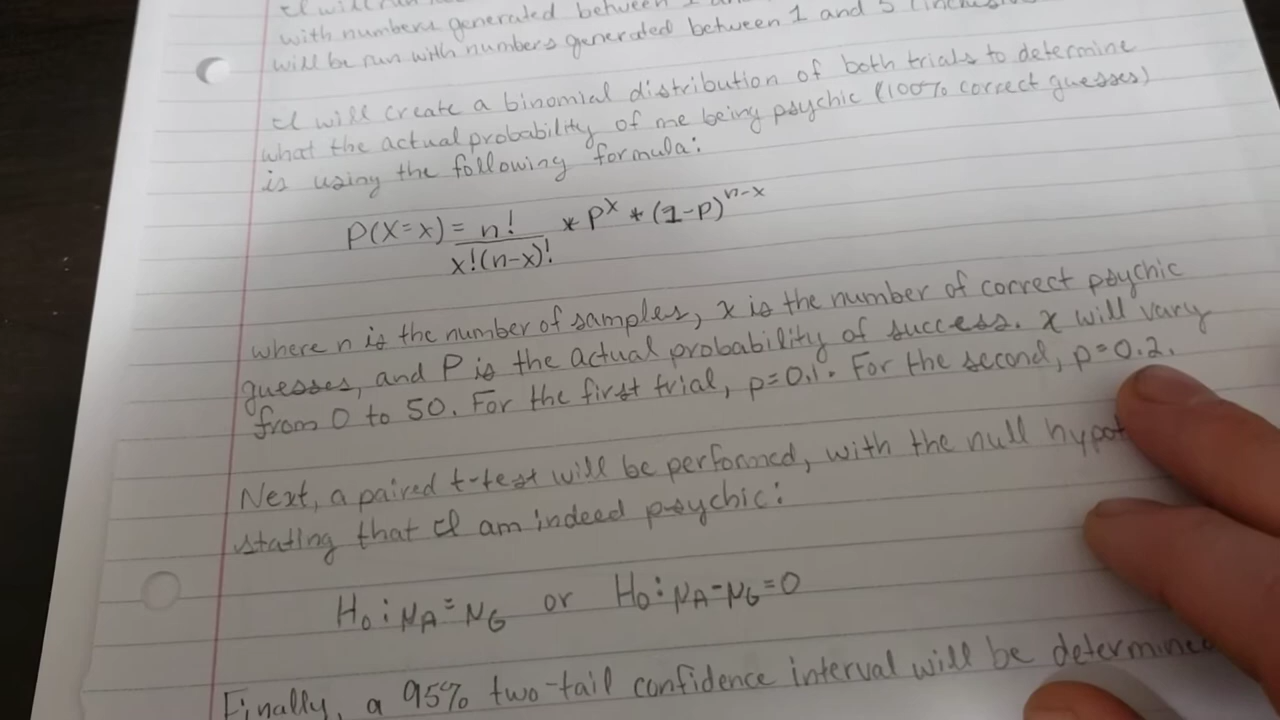 with numbers generated between
will be run with numbers generated between 1 and 5
I will create a binomial distribution of both trials to determine
what the actual probability of me being psychic (100% correct guesses)
is using the following formula:
P(X=x) = n! / x!(n-x)! * p^x * (1-p)^n-x
where n is the number of samples, x is the number of correct psychic
guesses, and P is the actual probability of success. x will vary
from 0 to 50. For the first trial, p=0.1. For the second, p=0.2.
Next, a paired t-test will be performed, with the null hypot
stating that I am indeed psychic:
H₀: μA = μG or H₀: μA-μG=0
Finally, a 95% two-tail confidence interval will be determined